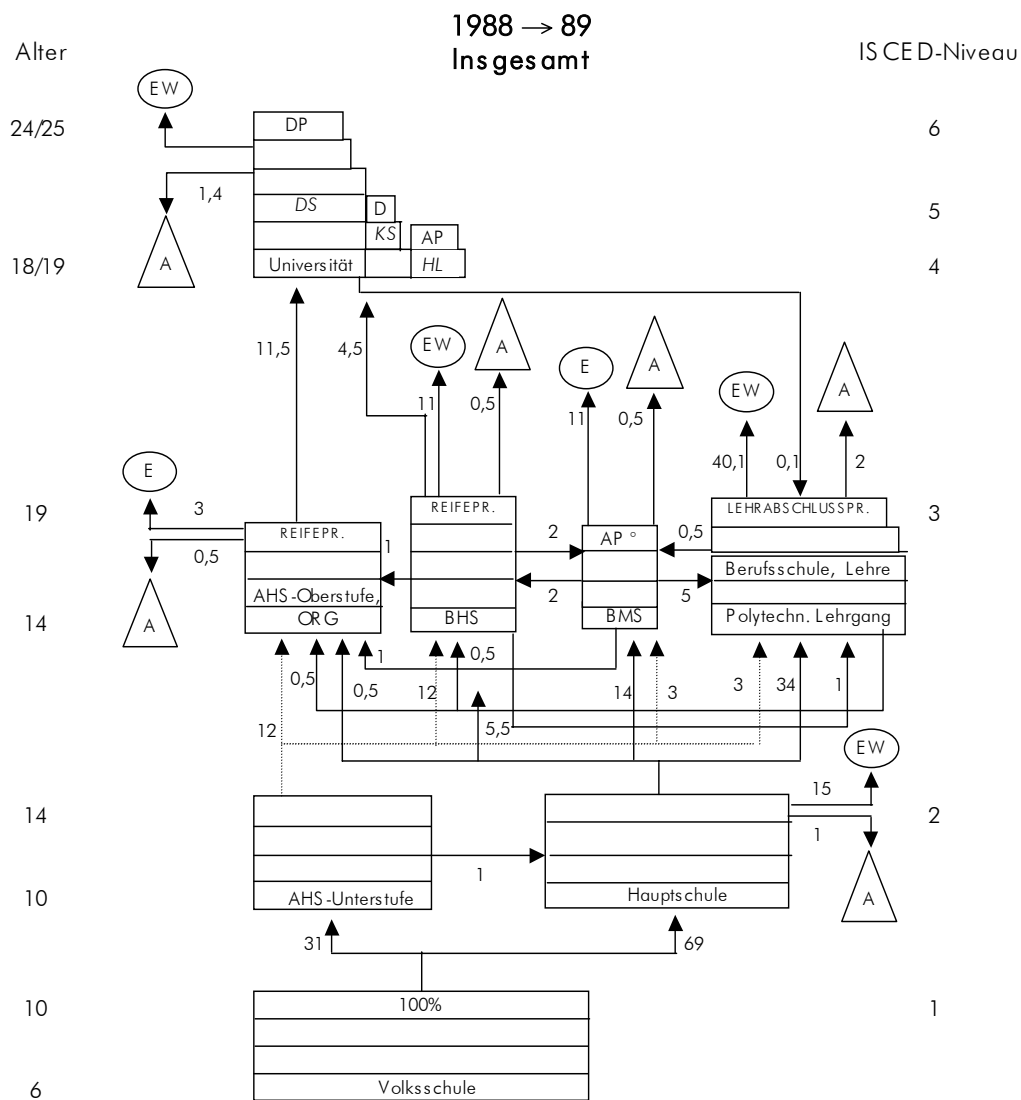 1988 → 89
Insgesamt
Alter
ISCED-Niveau
EW
24/25
DP
6
1,4
DS
D
5
KS
AP
A
18/19
Universität
HL
4
11,5
4,5
EW
A
E
A
EW
A
11
0,5
11
0,5
40,1
0,1
2
E
3
19
REIFEPR.
REIFEPR.
LEHRABSCHLUSSPR.
3
0,5
1
2
AP °
0,5
Berufsschule, Lehre
AHS-Oberstufe,
ORG
2
5
14
A
BHS
BMS
Polytechn. Lehrgang
1
0,5
0,5
0,5
12
14
3
3
34
1
12
5,5
EW
15
14
2
1
1
10
AHS-Unterstufe
Hauptschule
A
31
69
10
100%
1
6
Volksschule